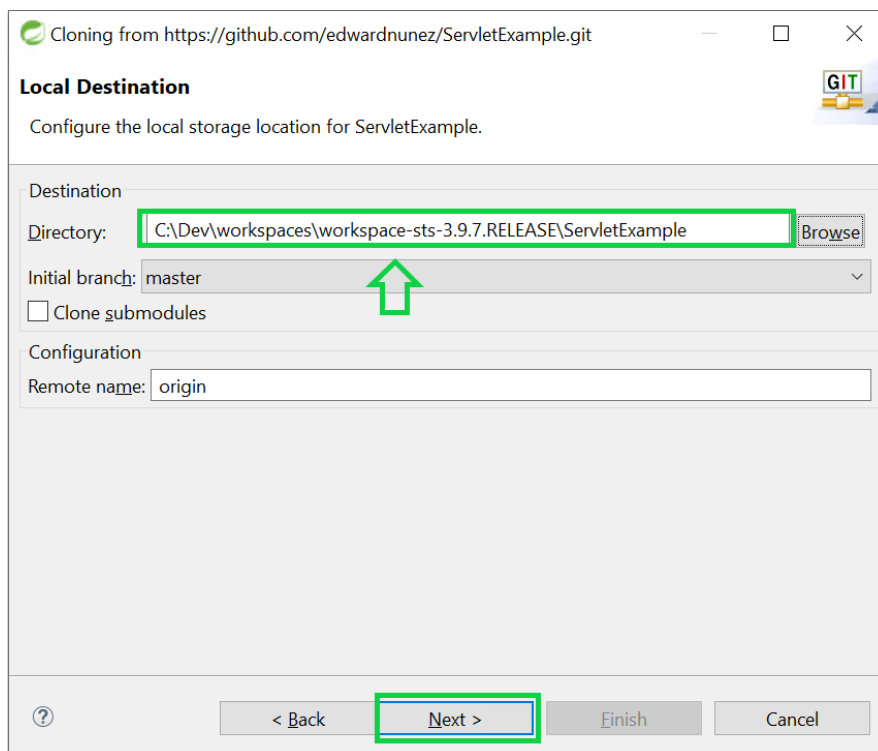 Cloning from https://github.com/edwardnunez/ServletExample.git
Local Destination
GIT
Configure the local storage location for ServletExample.
Destination
Directory: C:\Dev\workspaces\workspace-sts-3.9.7.RELEASE\ServletExample Browse
Initial branch: master
Clone submodules
Configuration
Remote name: origin
? < Back Next > Finish Cancel